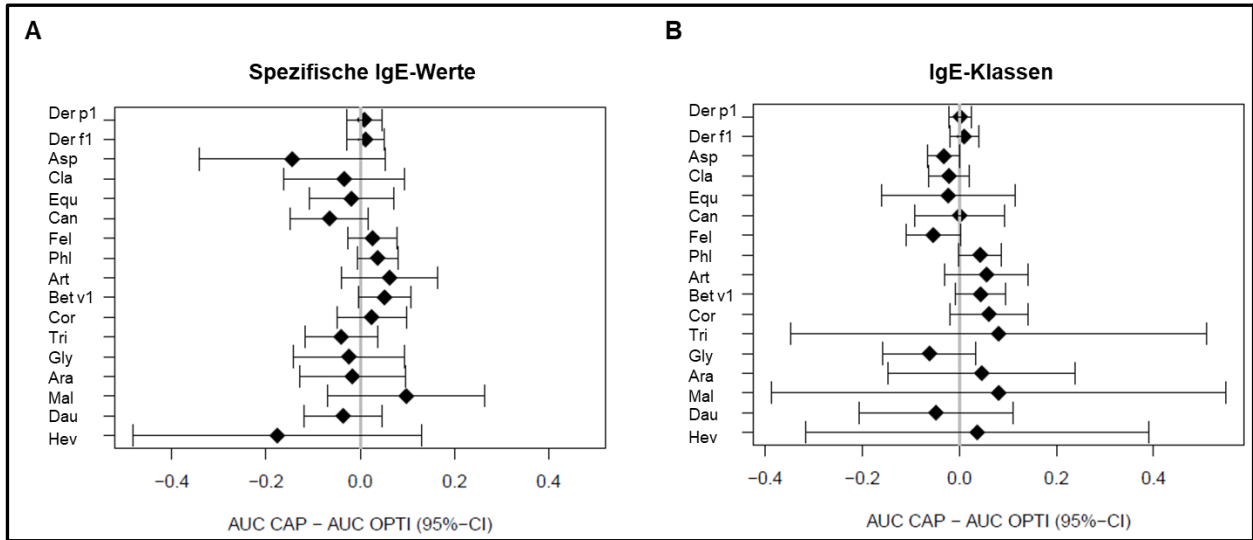 A
Spezifische IgE-Werte
Der p1
Der f1
Asp
Cla
Equ
Can
Fel
Phl
Art
Bet v1
Cor
Tri
Gly
Ara
Mal
Dau
Hev
−0.4 −0.2 0.0 0.2 0.4
AUC CAP − AUC OPTI (95%−CI)
B
IgE-Klassen
Der p1
Der f1
Asp
Cla
Equ
Can
Fel
Phl
Art
Bet v1
Cor
Tri
Gly
Ara
Mal
Dau
Hev
−0.4 −0.2 0.0 0.2 0.4
AUC CAP − AUC OPTI (95%−CI)